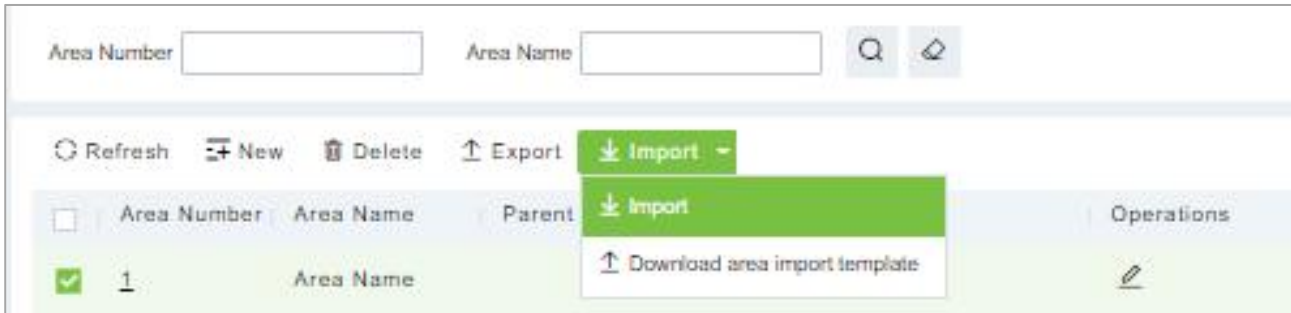 Area Number Area Name
Refresh New Delete Export Import
Area Number Area Name Parent Import Operations
1 Area Name Download area import template